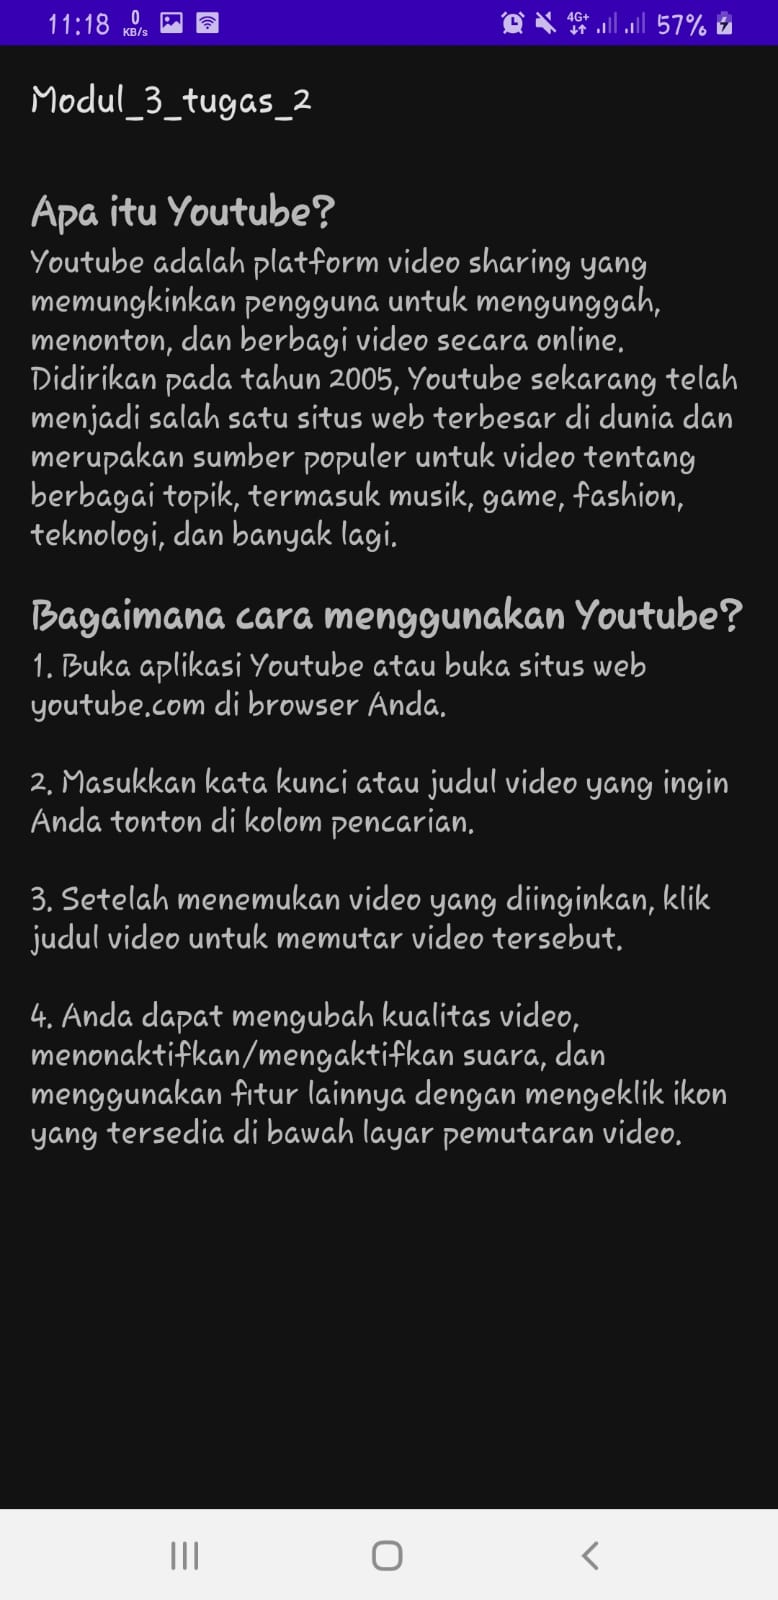 11:18 0 KB/s 4G+ 57%
Modul_3_tugas_2
Apa itu Youtube?
Youtube adalah platform video sharing yang
memungkinkan pengguna untuk mengunggah,
menonton, dan berbagi video secara online.
Didirikan pada tahun 2005, Youtube sekarang telah
menjadi salah satu situs web terbesar di dunia dan
merupakan sumber populer untuk video tentang
berbagai topik, termasuk musik, game, fashion,
teknologi, dan banyak lagi.
Bagaimana cara menggunakan Youtube?
1. Buka aplikasi Youtube atau buka situs web
youtube.com di browser Anda.
2. Masukkan kata kunci atau judul video yang ingin
Anda tonton di kolom pencarian.
3. Setelah menemukan video yang diinginkan, klik
judul video untuk memutar video tersebut.
4. Anda dapat mengubah kualitas video,
menonaktifkan/mengaktifkan suara, dan
menggunakan fitur lainnya dengan mengeklik ikon
yang tersedia di bawah layar pemutaran video.